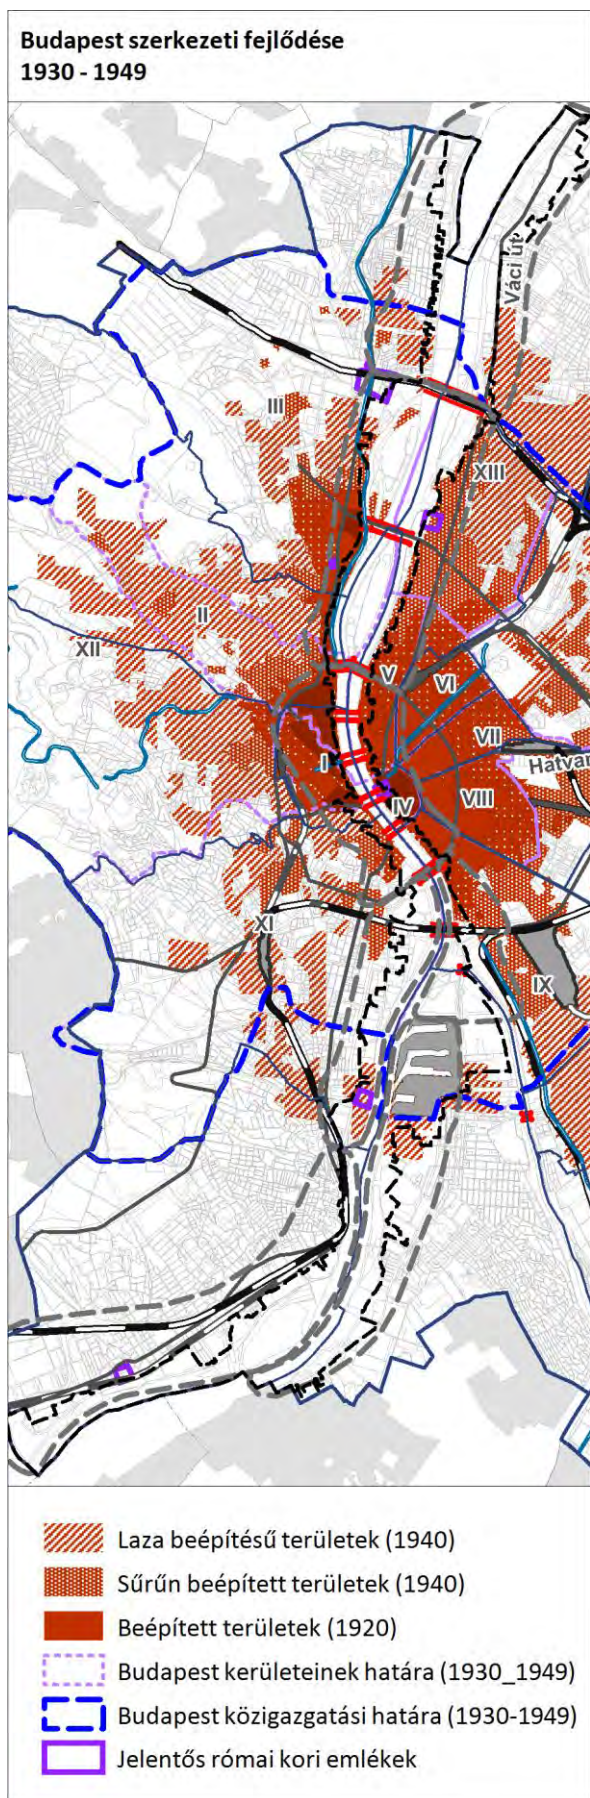 Budapest szerkezeti fejlődése
1930 - 1949
Váci út
III
XIII
II
XII
V
VI
VII
Hatvan
I
IV
VIII
XI
IX
Laza beépítésű területek (1940)
Sűrűn beépített területek (1940)
Beépített területek (1920)
Budapest kerületeinek határa (1930_1949)
Budapest közigazgatási határa (1930-1949)
Jelentős római kori emlékek